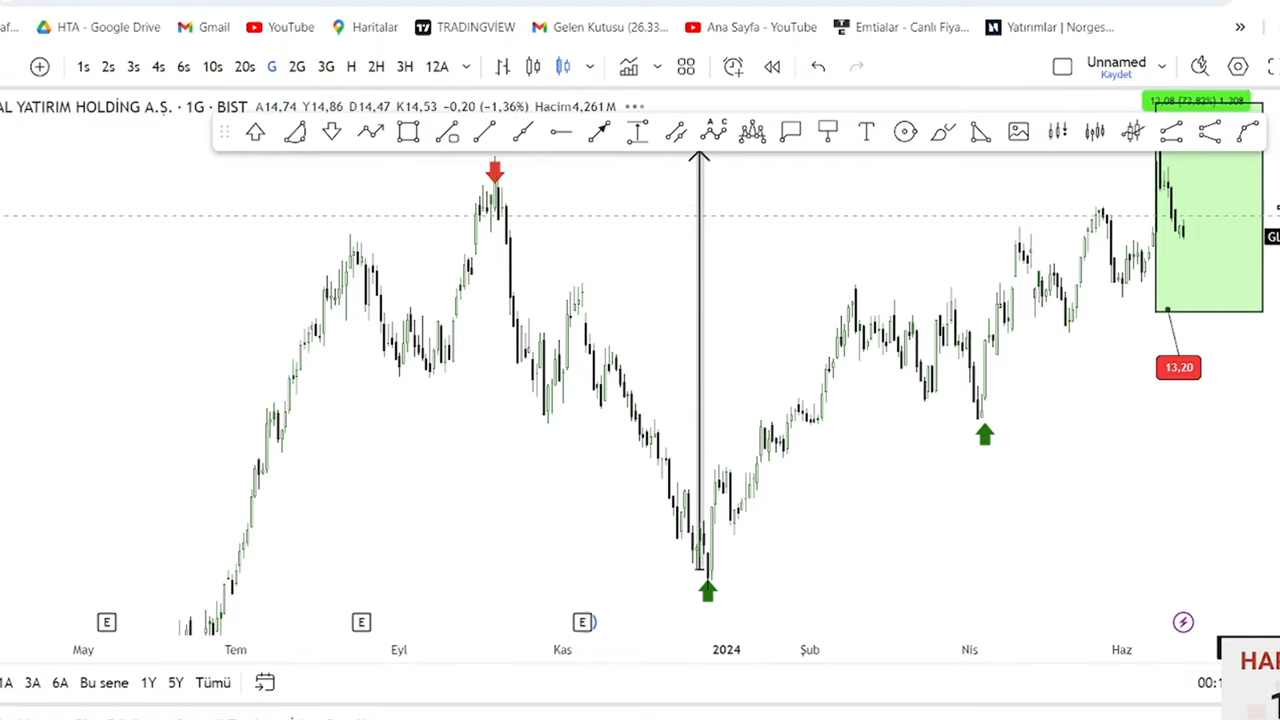 af... HTA - Google Drive Gmail YouTube Haritalar TRADINGVİEW Gelen Kutusu (26.33... Ana Sayfa - YouTube Emtialar - Canlı Fiya... Yatırımlar | Norges... »
1s 2s 3s 4s 6s 10s 20s G 2G 3G H 2H 3H 12A Unnamed
Kaydet
AL YATIRIM HOLDİNG A.Ş. · 1G · BIST A14,74 Y14,86 D14,47 K14,53 −0,20 (−1,36%) Hacim4,261M •••
A C
T
13,20
E E E
May Tem Eyl Kas 2024 Şub Nis Haz
1A 3A 6A Bu sene 1Y 5Y Tümü